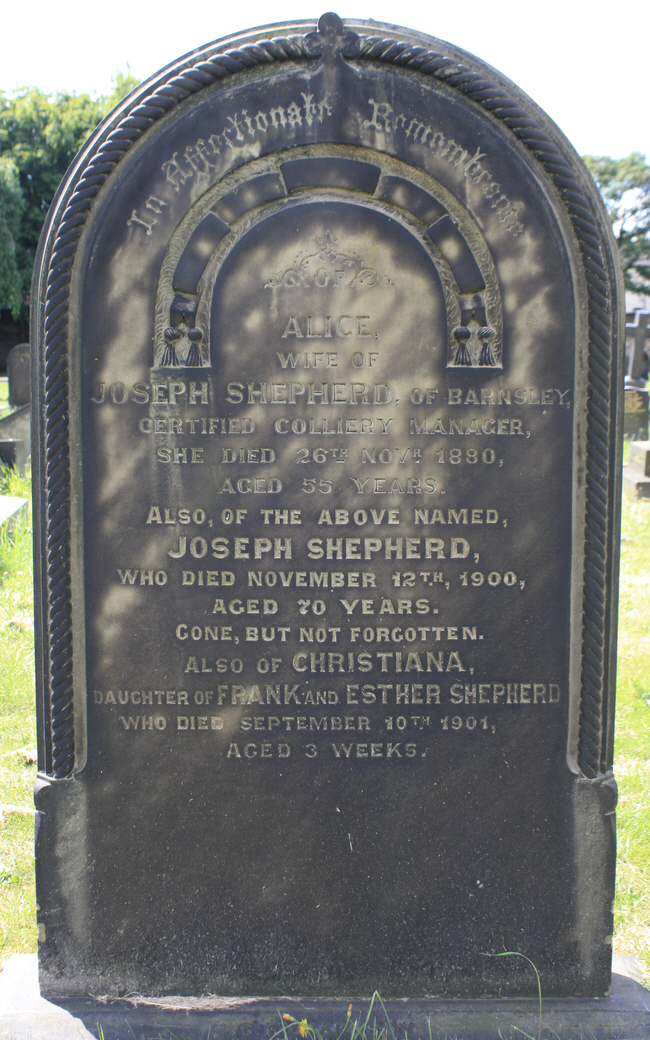 In Affectionate Remembrance
OF
ALICE,
WIFE OF
JOSEPH SHEPHERD, OF BARNSLEY,
CERTIFIED COLLIERY MANAGER,
SHE DIED 26TH NOVR 1880,
AGED 55 YEARS.
ALSO, OF THE ABOVE NAMED,
JOSEPH SHEPHERD,
WHO DIED NOVEMBER 12TH, 1900,
AGED 70 YEARS.
GONE, BUT NOT FORGOTTEN.
ALSO OF CHRISTIANA,
DAUGHTER OF FRANK AND ESTHER SHEPHERD
WHO DIED SEPTEMBER 10TH 1901,
AGED 3 WEEKS.